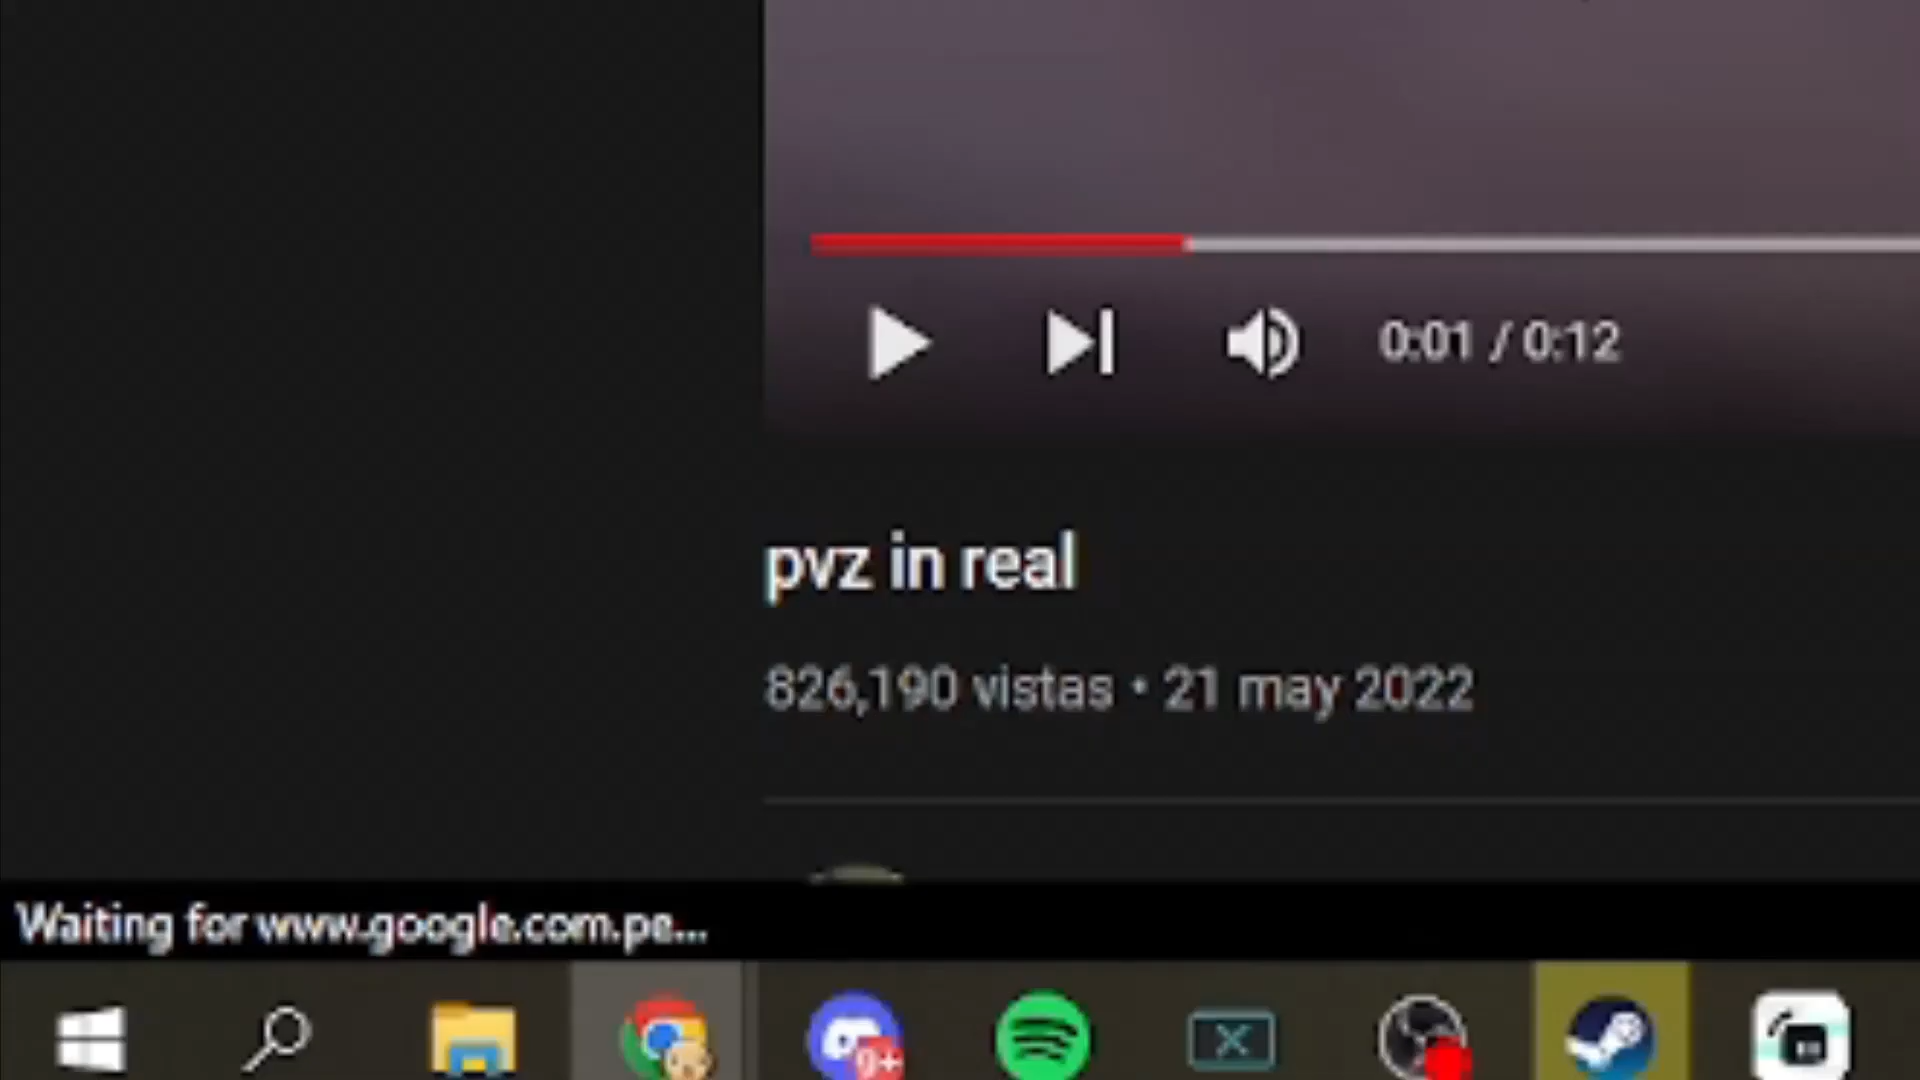 0:01 / 0:12
pvz in real
826,190 vistas • 21 may 2022
Waiting for www.google.com.pe...
9+